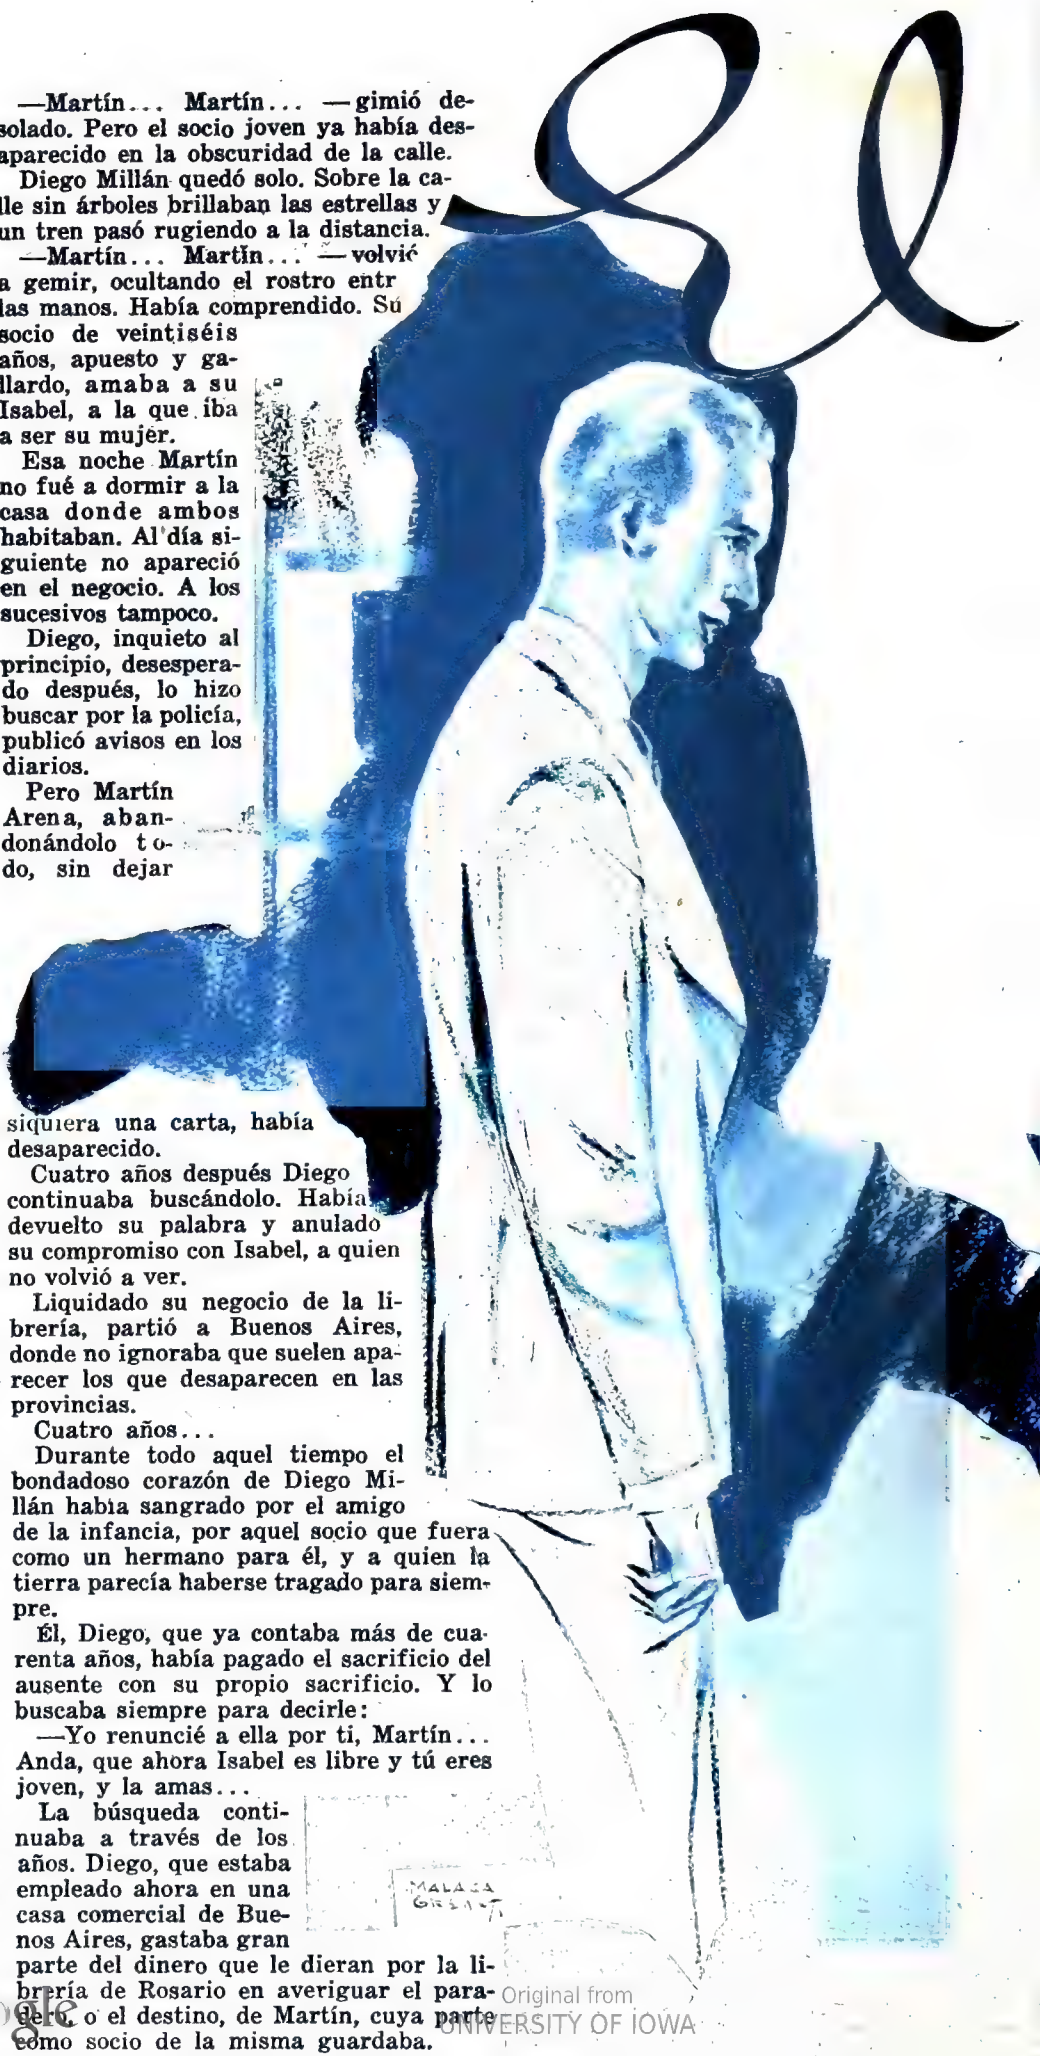 El
—Martín... Martín... —gimió de-
solado. Pero el socio joven ya había des-
aparecido en la obscuridad de la calle.
Diego Millán quedó solo. Sobre la ca-
lle sin árboles brillaban las estrellas y
un tren pasó rugiendo a la distancia.
—Martín... Martín... —volvió
a gemir, ocultando el rostro entr
las manos. Había comprendido. Su
socio de veintiséis
años, apuesto y ga-
llardo, amaba a su
Isabel, a la que iba
a ser su mujer.
Esa noche Martín
no fué a dormir a la
casa donde ambos
habitaban. Al día si-
guiente no apareció
en el negocio. A los
sucesivos tampoco.
Diego, inquieto al
principio, desespera-
do después, lo hizo
buscar por la policía,
publicó avisos en los
diarios.
Pero Martín
Arena, aban-
donándolo to-
do, sin dejar
siquiera una carta, había
desaparecido.
Cuatro años después Diego
continuaba buscándolo. Había
devuelto su palabra y anulado
su compromiso con Isabel, a quien
no volvió a ver.
Liquidado su negocio de la li-
brería, partió a Buenos Aires,
donde no ignoraba que suelen apa-
recer los que desaparecen en las
provincias.
Cuatro años...
Durante todo aquel tiempo el
bondadoso corazón de Diego Mi-
llán había sangrado por el amigo
de la infancia, por aquel socio que fuera
como un hermano para él, y a quien la
tierra parecía haberse tragado para siem-
pre.
Él, Diego, que ya contaba más de cua-
renta años, había pagado el sacrificio del
ausente con su propio sacrificio. Y lo
buscaba siempre para decirle:
—Yo renuncié a ella por ti, Martín...
Anda, que ahora Isabel es libre y tú eres
joven, y la amas...
La búsqueda conti-
nuaba a través de los
años. Diego, que estaba
empleado ahora en una
casa comercial de Bue-
nos Aires, gastaba gran
parte del dinero que le dieran por la li-
brería de Rosario en averiguar el para-
dero, o el destino, de Martín, cuya parte
como socio de la misma guardaba.
MALAGA
GRENET
ogle
Original from
UNIVERSITY OF IOWA